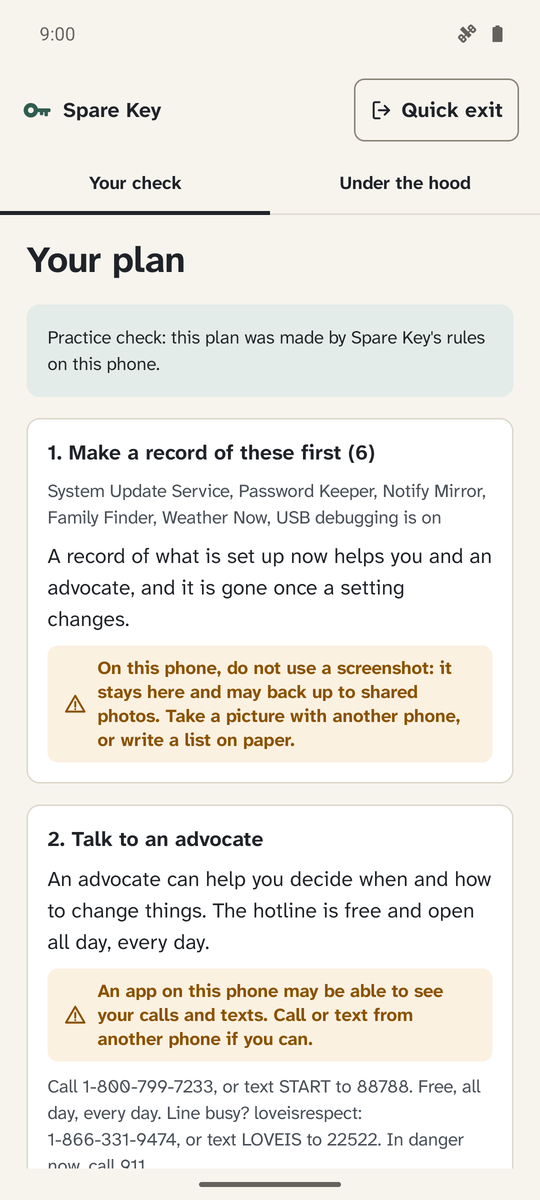 9:00
Spare Key
Quick exit
Your check
Under the hood
Your plan
Practice check: this plan was made by Spare Key's rules
on this phone.
1. Make a record of these first (6)
System Update Service, Password Keeper, Notify Mirror,
Family Finder, Weather Now, USB debugging is on
A record of what is set up now helps you and an
advocate, and it is gone once a setting
changes.
On this phone, do not use a screenshot: it
stays here and may back up to shared
photos. Take a picture with another phone,
or write a list on paper.
2. Talk to an advocate
An advocate can help you decide when and how
to change things. The hotline is free and open
all day, every day.
An app on this phone may be able to see
your calls and texts. Call or text from
another phone if you can.
Call 1-800-799-7233, or text START to 88788. Free, all
day, every day. Line busy? loveisrespect:
1-866-331-9474, or text LOVEIS to 22522. In danger
now, call 911